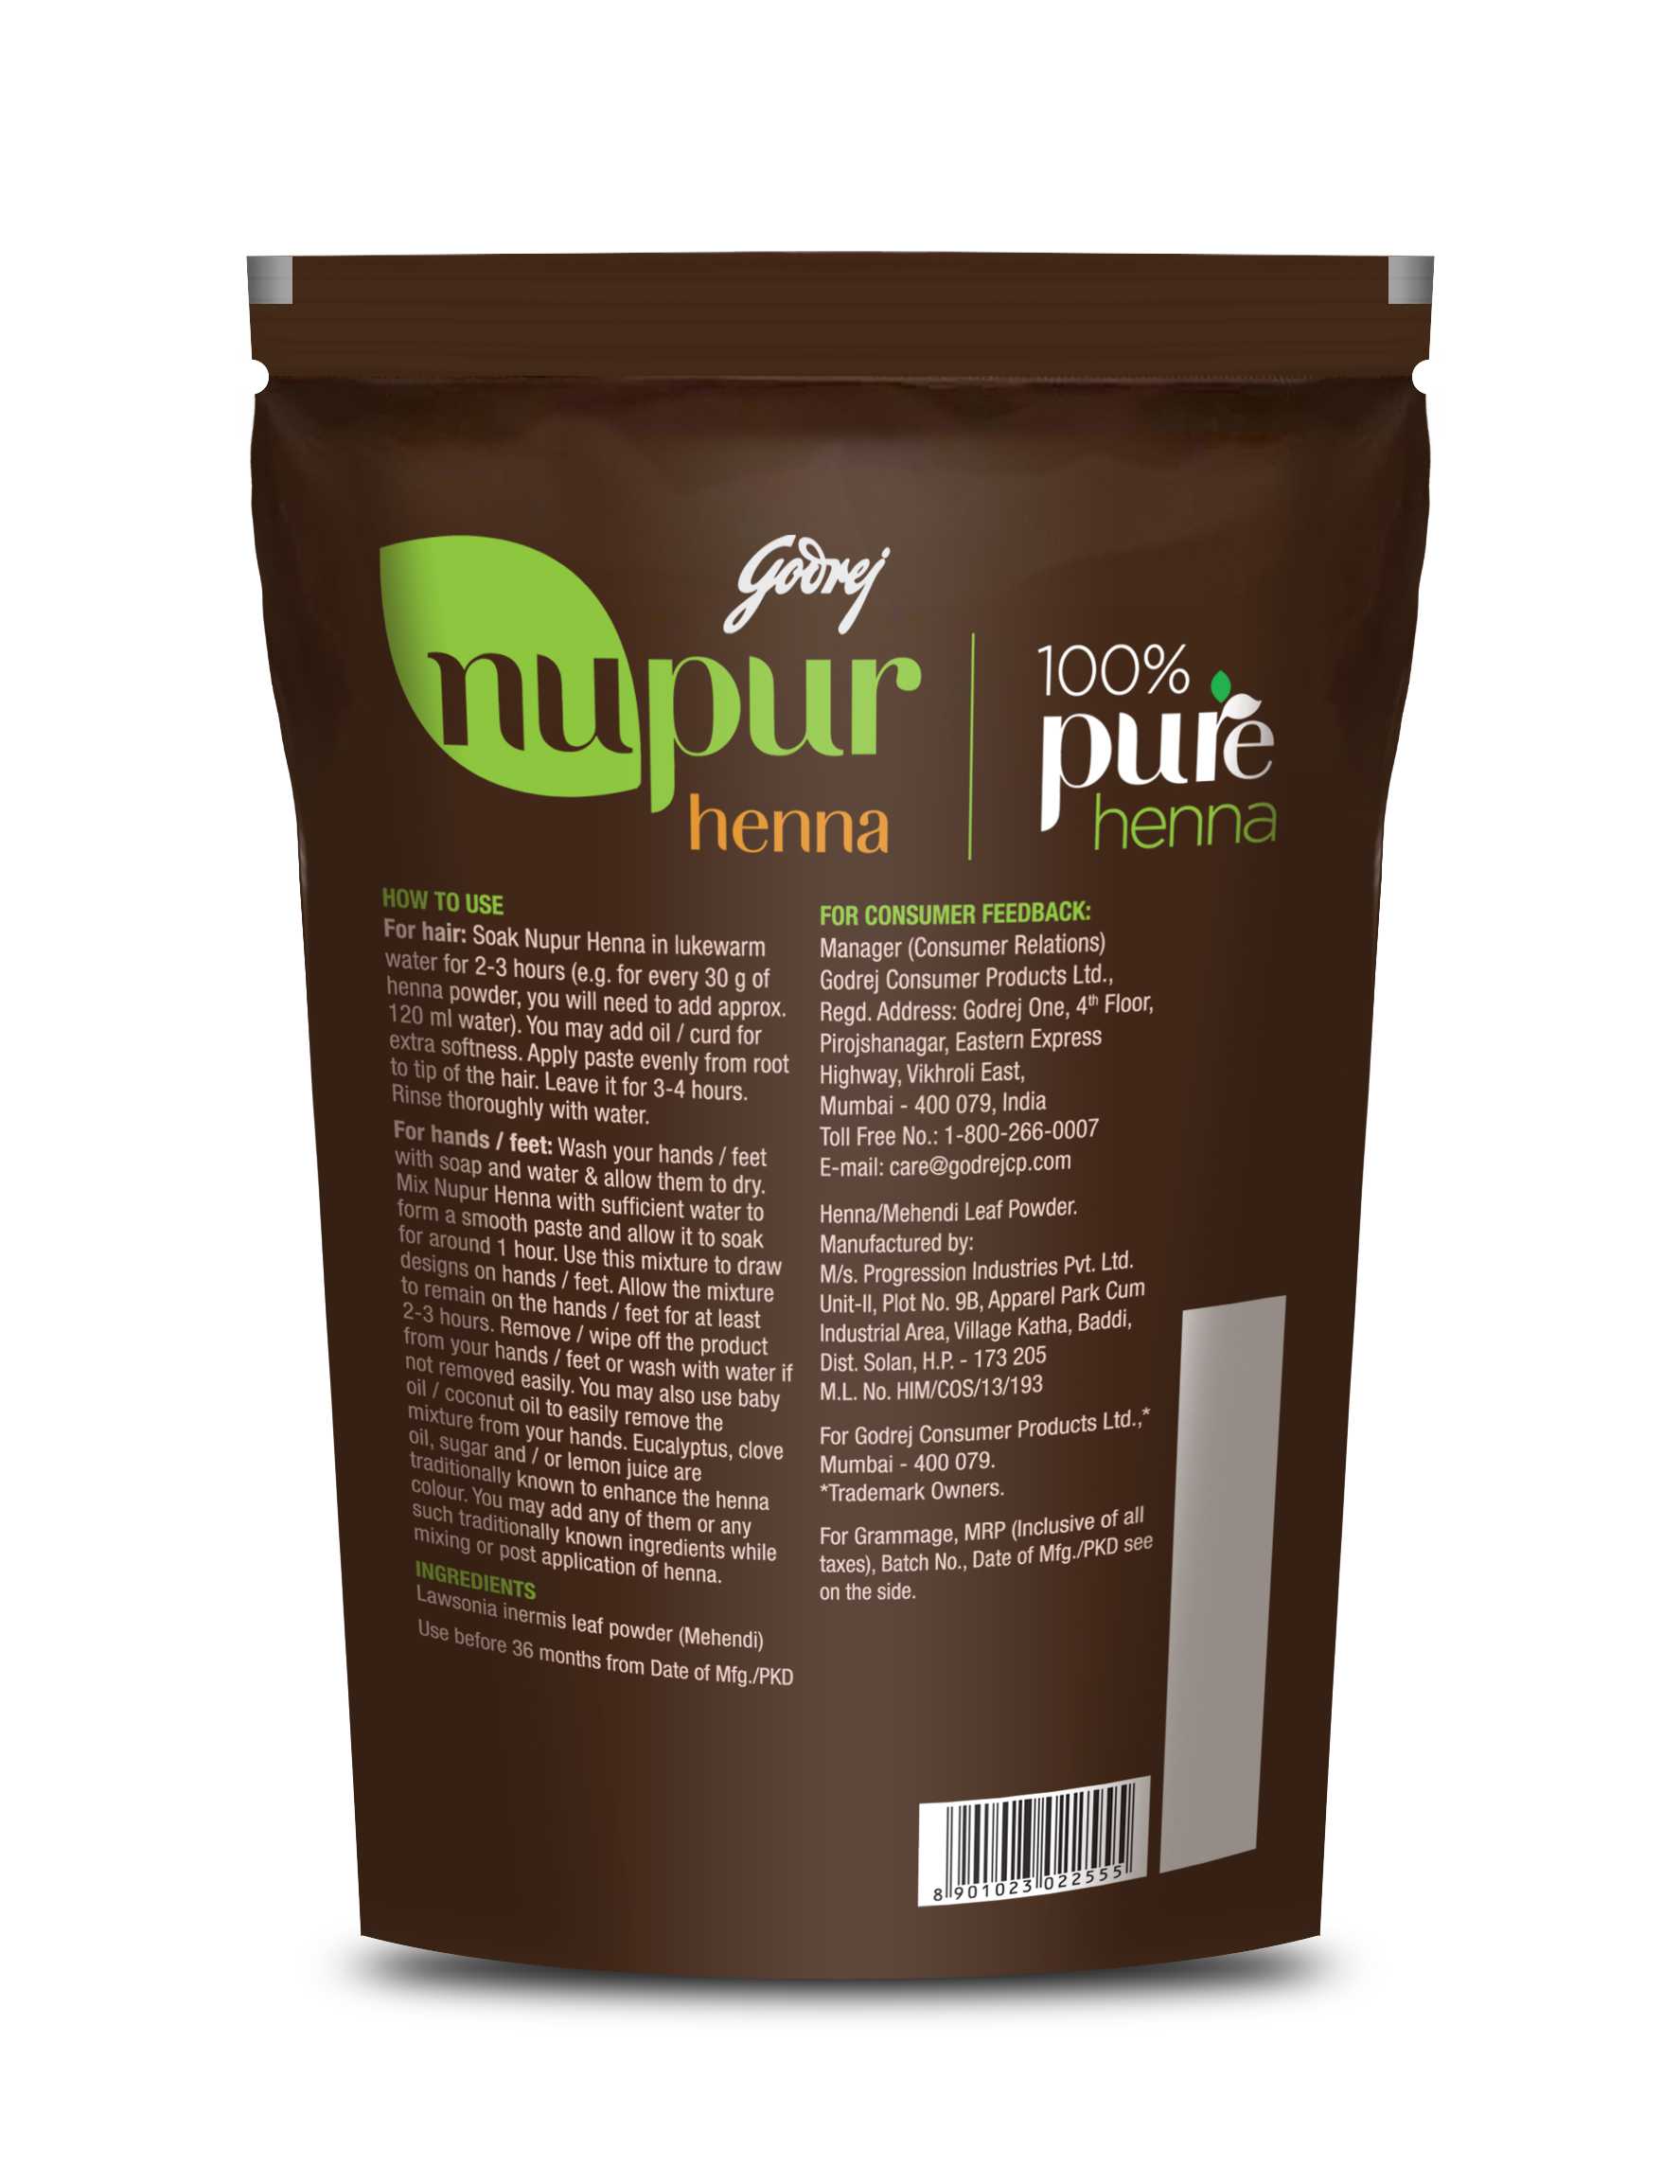 Godrej
nupur
henna
100%
pure
henna
HOW TO USE
For hair: Soak Nupur Henna in lukewarm
water for 2-3 hours (e.g. for every 30 g of
henna powder, you will need to add approx.
120 ml water). You may add oil / curd for
extra softness. Apply paste evenly from root
to tip of the hair. Leave it for 3-4 hours.
Rinse thoroughly with water.
For hands / feet: Wash your hands / feet
with soap and water & allow them to dry.
Mix Nupur Henna with sufficient water to
form a smooth paste and allow it to soak
for around 1 hour. Use this mixture to draw
designs on hands / feet. Allow the mixture
to remain on the hands / feet for at least
2-3 hours. Remove / wipe off the product
from your hands / feet or wash with water if
not removed easily. You may also use baby
oil / coconut oil to easily remove the
mixture from your hands. Eucalyptus, clove
oil, sugar and / or lemon juice are
traditionally known to enhance the henna
colour. You may add any of them or any
such traditionally known ingredients while
mixing or post application of henna.
INGREDIENTS
Lawsonia inermis leaf powder (Mehendi)
Use before 36 months from Date of Mfg./PKD
FOR CONSUMER FEEDBACK:
Manager (Consumer Relations)
Godrej Consumer Products Ltd.,
Regd. Address: Godrej One, 4th Floor,
Pirojshanagar, Eastern Express
Highway, Vikhroli East,
Mumbai - 400 079, India
Toll Free No.: 1-800-266-0007
E-mail: care@godrejcp.com
Henna/Mehendi Leaf Powder.
Manufactured by:
M/s. Progression Industries Pvt. Ltd.
Unit-II, Plot No. 9B, Apparel Park Cum
Industrial Area, Village Katha, Baddi,
Dist. Solan, H.P. - 173 205
M.L. No. HIM/COS/13/193
For Godrej Consumer Products Ltd.,*
Mumbai - 400 079.
*Trademark Owners.
For Grammage, MRP (Inclusive of all
taxes), Batch No., Date of Mfg./PKD see
on the side.
8 901023 022555